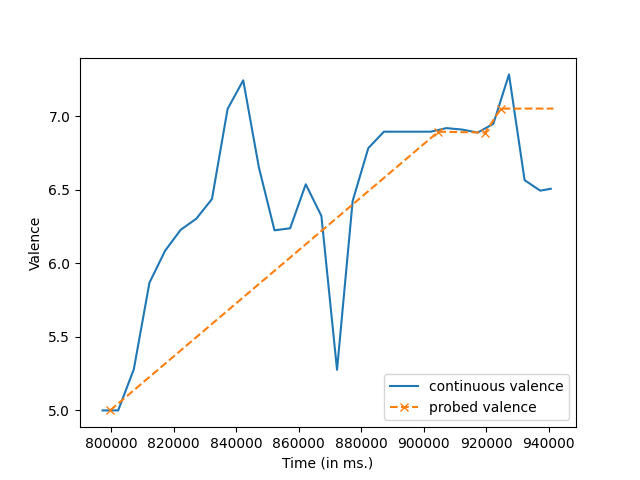 7.0
6.5
6.0
5.5
5.0
Valence
continuous valence
probed valence
800000 820000 840000 860000 880000 900000 920000 940000
Time (in ms.)